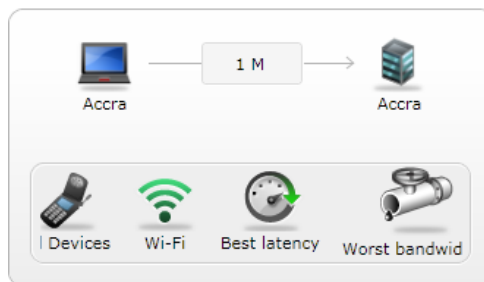 1 M
Accra
Accra
Devices
Wi-Fi
Best latency
Worst bandwid